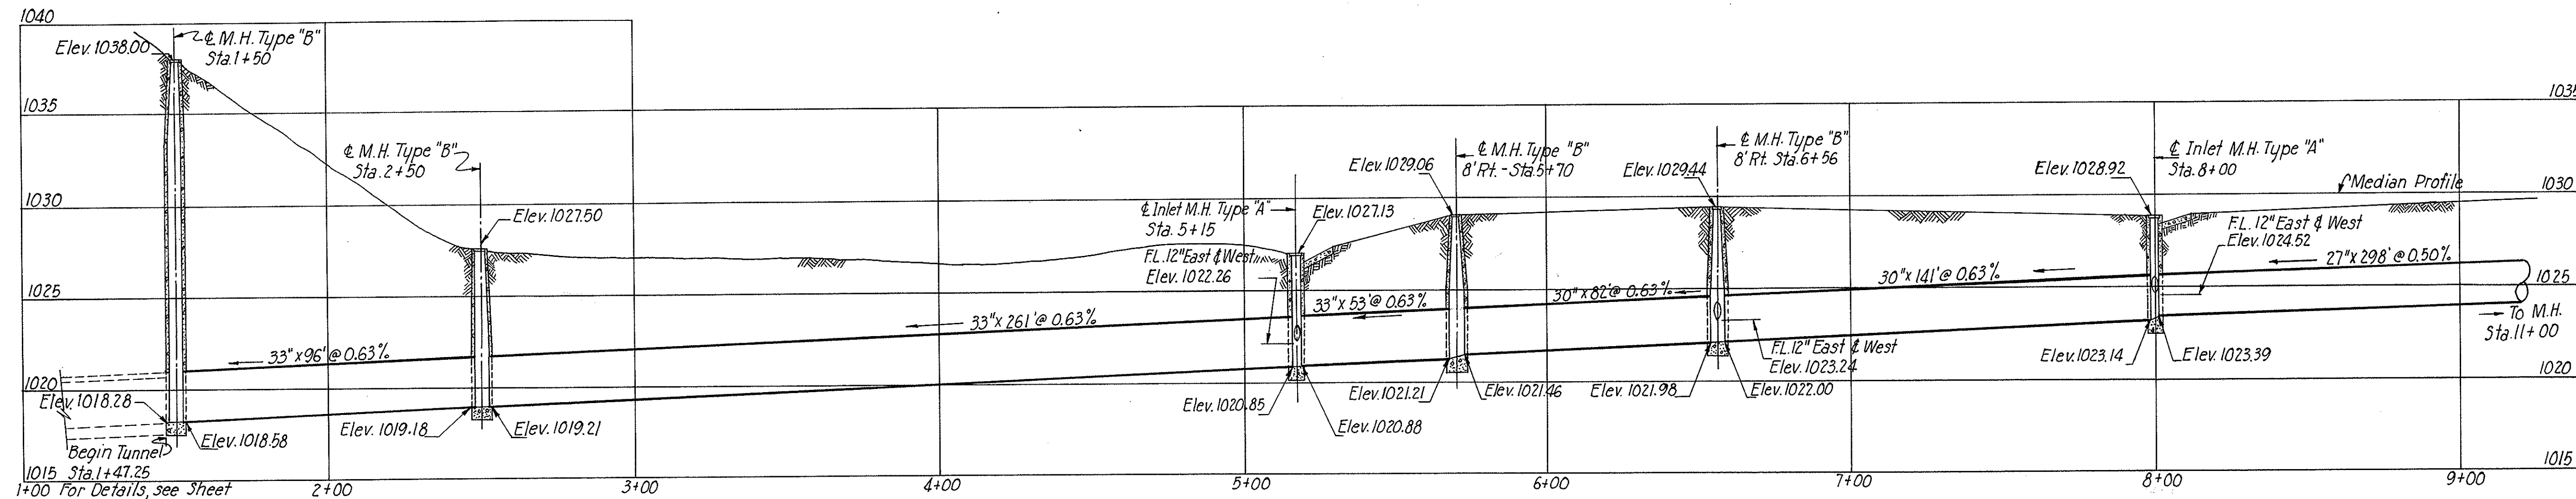 1040
Elev. 1038.00
℄ M.H. Type "B"
Sta. 1+50
1035
1035
℄ M.H. Type "B"
Sta. 2+50
Elev. 1027.50
1030
1030
℄ Inlet M.H. Type "A"
Sta. 5+15
Elev. 1027.13
F.L. 12" East & West
Elev. 1022.26
Elev. 1029.06
℄ M.H. Type "B"
8' Rt. - Sta. 5+70
Elev. 1029.44
℄ M.H. Type "B"
8' Rt. Sta. 6+56
Elev. 1028.92
℄ Inlet M.H. Type "A"
Sta. 8+00
Median Profile
F.L. 12" East & West
Elev. 1024.52
1025
1025
33" x 96' @ 0.63%
33" x 261' @ 0.63%
33" x 53' @ 0.63%
30" x 82' @ 0.63%
30" x 141' @ 0.63%
27" x 298' @ 0.50%
To M.H.
Sta. 11+00
F.L. 12" East & West
Elev. 1023.24
1020
1020
Elev. 1018.28
Elev. 1018.58
Elev. 1019.18
Elev. 1019.21
Elev. 1020.85
Elev. 1020.88
Elev. 1021.21
Elev. 1021.46
Elev. 1021.98
Elev. 1022.00
Elev. 1023.14
Elev. 1023.39
Begin Tunnel
Sta. 1+47.25
1015
1015
1+00 For Details, see Sheet
2+00
3+00
4+00
5+00
6+00
7+00
8+00
9+00